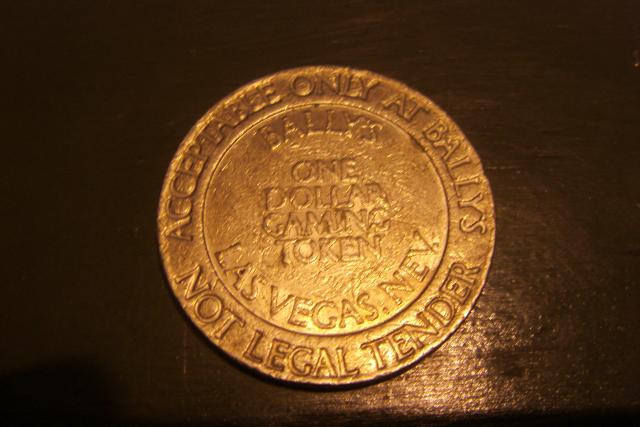 ACCEPTABLE ONLY AT BALLY'S
BALLY'S
ONE
DOLLAR
GAMING
TOKEN
LAS VEGAS, NEV.
NOT LEGAL TENDER